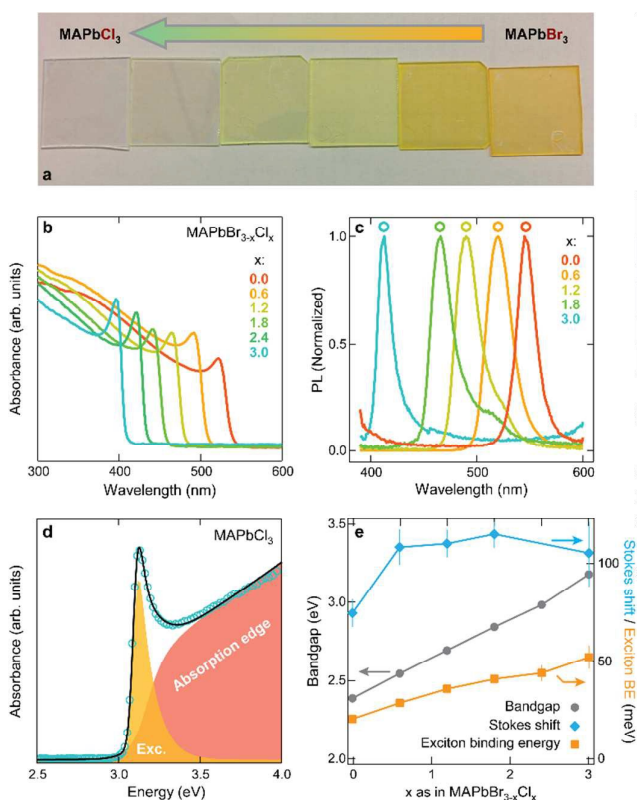 MAPbCl3
MAPbBr3
a
b
MAPbBr3-xClx
x:
0.0
0.6
1.2
1.8
2.4
3.0
Absorbance (arb. units)
300
400
500
600
Wavelength (nm)
c
x:
0.0
0.6
1.2
1.8
3.0
PL (Normalized)
1.0
0.5
0.0
400
500
600
Wavelength (nm)
d
MAPbCl3
Absorbance (arb. units)
Absorption edge
Exc.
2.5
3.0
3.5
4.0
Energy (eV)
e
Bandgap (eV)
3.5
3.0
2.5
2.0
Stokes shift / Exciton BE
(meV)
100
50
0
Bandgap
Stokes shift
Exciton binding energy
0
1
2
3
x as in MAPbBr3-xClx